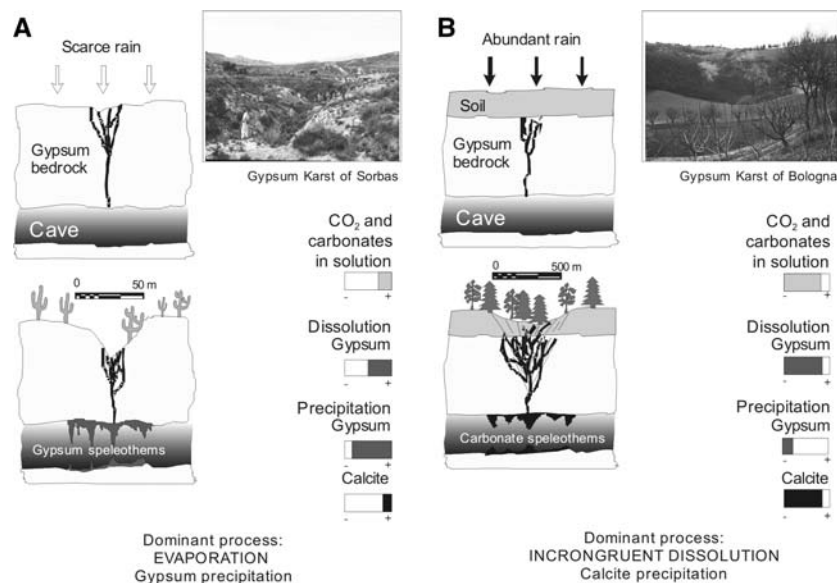 A
Scarce rain
Gypsum
bedrock
Cave
Gypsum Karst of Sorbas
CO2 and
carbonates
in solution
- +
0 50 m
Dissolution
Gypsum
- +
Precipitation
Gypsum
- +
Gypsum speleothems
Calcite
- +
Dominant process:
EVAPORATION
Gypsum precipitation
B
Abundant rain
Soil
Gypsum
bedrock
Cave
Gypsum Karst of Bologna
CO2 and
carbonates
in solution
- +
0 500 m
Dissolution
Gypsum
- +
Precipitation
Gypsum
- +
Carbonate speleothems
Calcite
- +
Dominant process:
INCRONGRUENT DISSOLUTION
Calcite precipitation